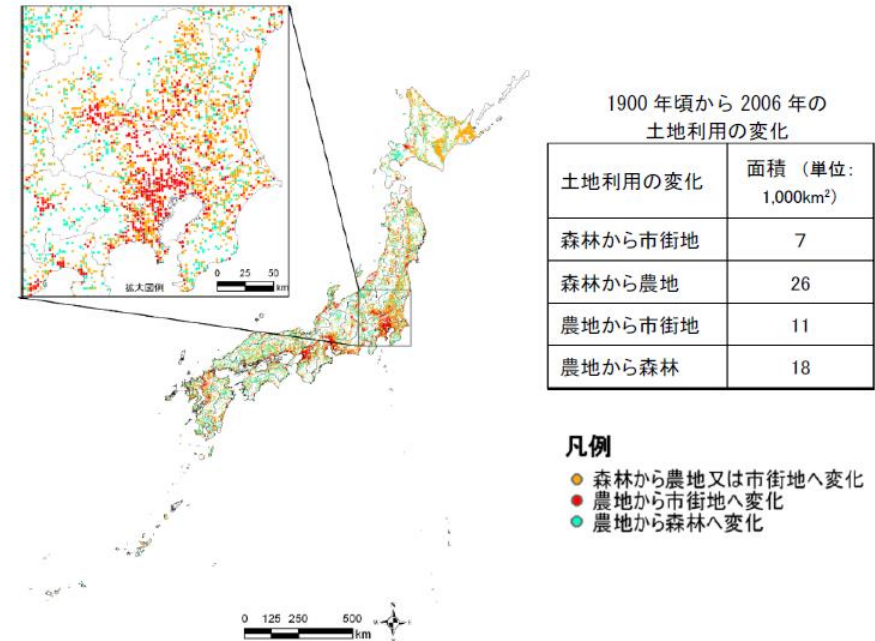 1900 年頃から 2006 年の
土地利用の変化
土地利用の変化
面積 （単位：
1,000km²）
森林から市街地
7
森林から農地
26
農地から市街地
11
農地から森林
18
凡例
森林から農地又は市街地へ変化
農地から市街地へ変化
農地から森林へ変化
拡大図例
0 25 50
km
0 125 250 500
km